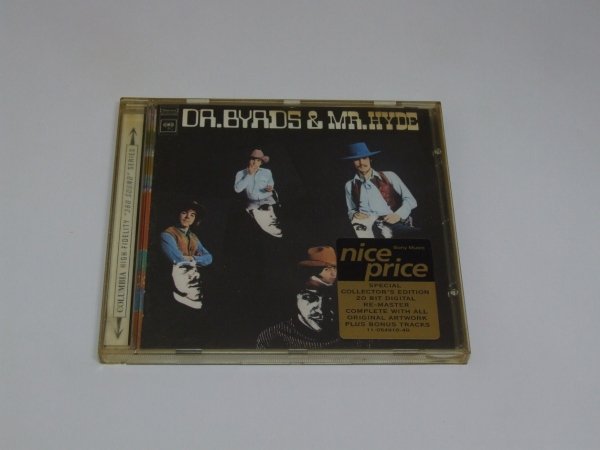 DR. BYRDS & MR. HYDE
COLUMBIA HIGH FIDELITY "360 SOUND" SERIES
Sony Music
nice
price
SPECIAL
COLLECTOR'S EDITION
20 BIT DIGITAL
RE-MASTER
COMPLETE WITH ALL
ORIGINAL ARTWORK
PLUS BONUS TRACKS